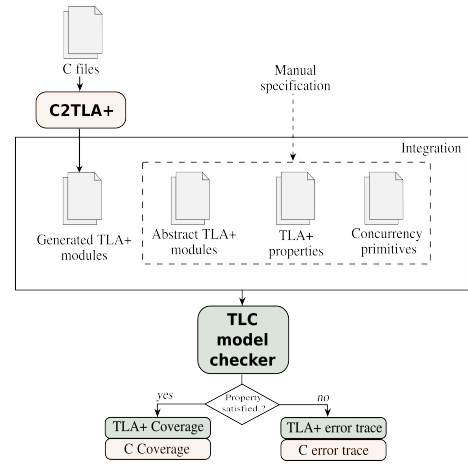 C files
C2TLA+
Manual
specification
Integration
Generated TLA+
modules
Abstract TLA+
modules
TLA+
properties
Concurrency
primitives
TLC
model
checker
Property
satisfied ?
yes
no
TLA+ Coverage
C Coverage
TLA+ error trace
C error trace